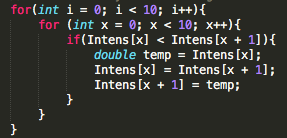 for(int i = 0; i < 10; i++){
for (int x = 0; x < 10; x++){
if(Intens[x] < Intens[x + 1]){
double temp = Intens[x];
Intens[x] = Intens[x + 1];
Intens[x + 1] = temp;
}
}
}